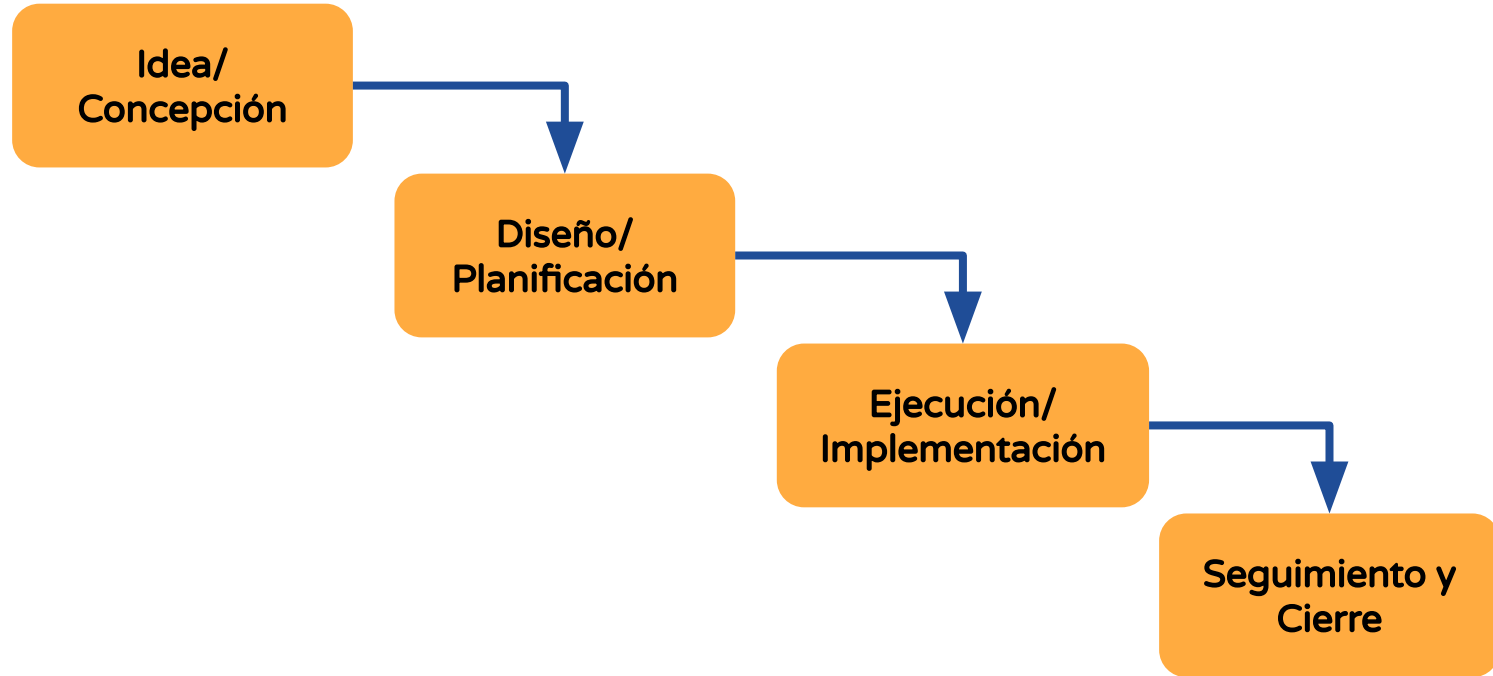 Idea/
Concepción
Diseño/
Planificación
Ejecución/
Implementación
Seguimiento y
Cierre